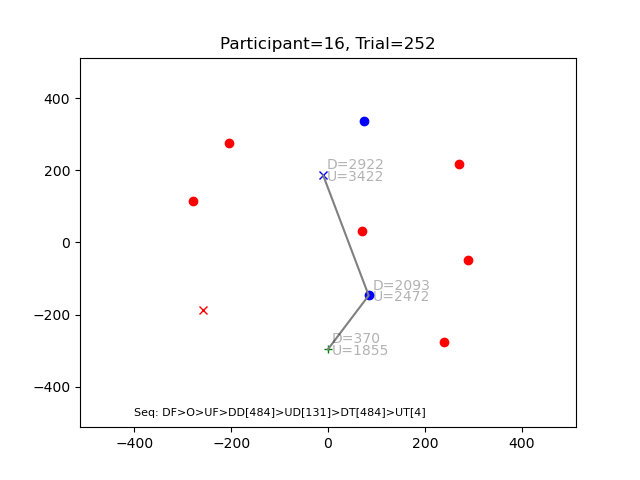 Participant=16, Trial=252
400
200
0
−200
−400
D=2922
U=3422
D=2093
U=2472
D=370
U=1855
Seq: DF>O>UF>DD[484]>UD[131]>DT[484]>UT[4]
−400
−200
0
200
400